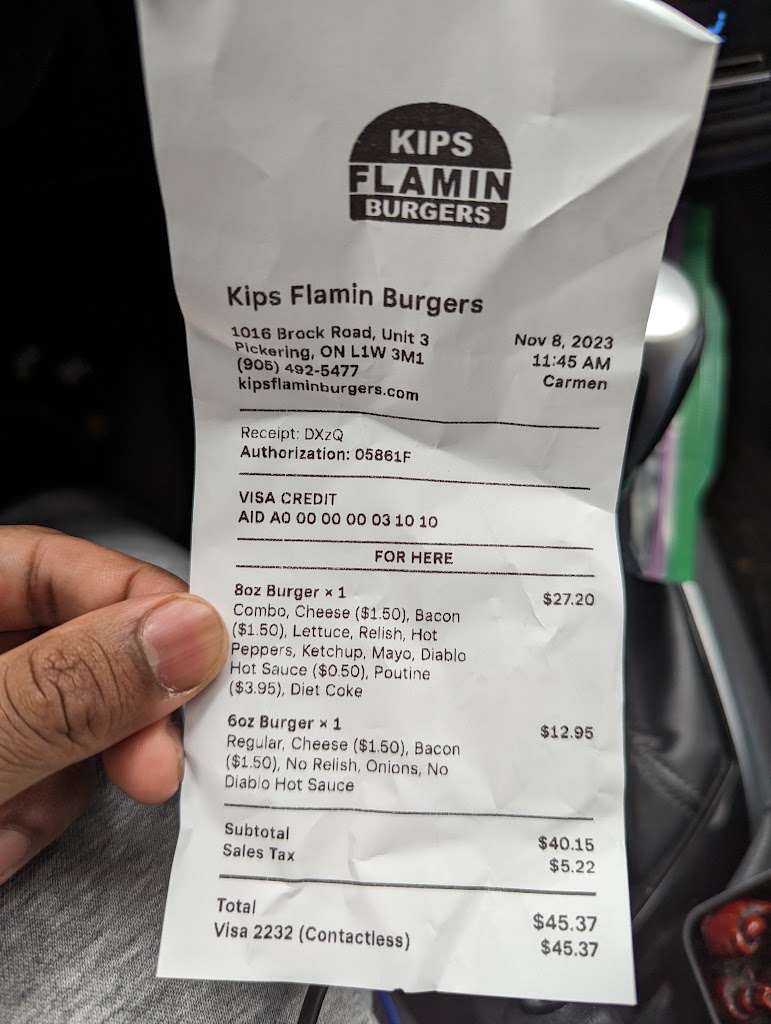 KIPS
FLAMIN
BURGERS
Kips Flamin Burgers
1016 Brock Road, Unit 3
Pickering, ON L1W 3M1
(905) 492-5477
kipsflaminburgers.com
Nov 8, 2023
11:45 AM
Carmen
Receipt: DXzQ
Authorization: 05861F
VISA CREDIT
AID A0 00 00 00 03 10 10
FOR HERE
8oz Burger × 1 $27.20
Combo, Cheese ($1.50), Bacon
($1.50), Lettuce, Relish, Hot
Peppers, Ketchup, Mayo, Diablo
Hot Sauce ($0.50), Poutine
($3.95), Diet Coke
6oz Burger × 1 $12.95
Regular, Cheese ($1.50), Bacon
($1.50), No Relish, Onions, No
Diablo Hot Sauce
Subtotal $40.15
Sales Tax $5.22
Total $45.37
Visa 2232 (Contactless) $45.37